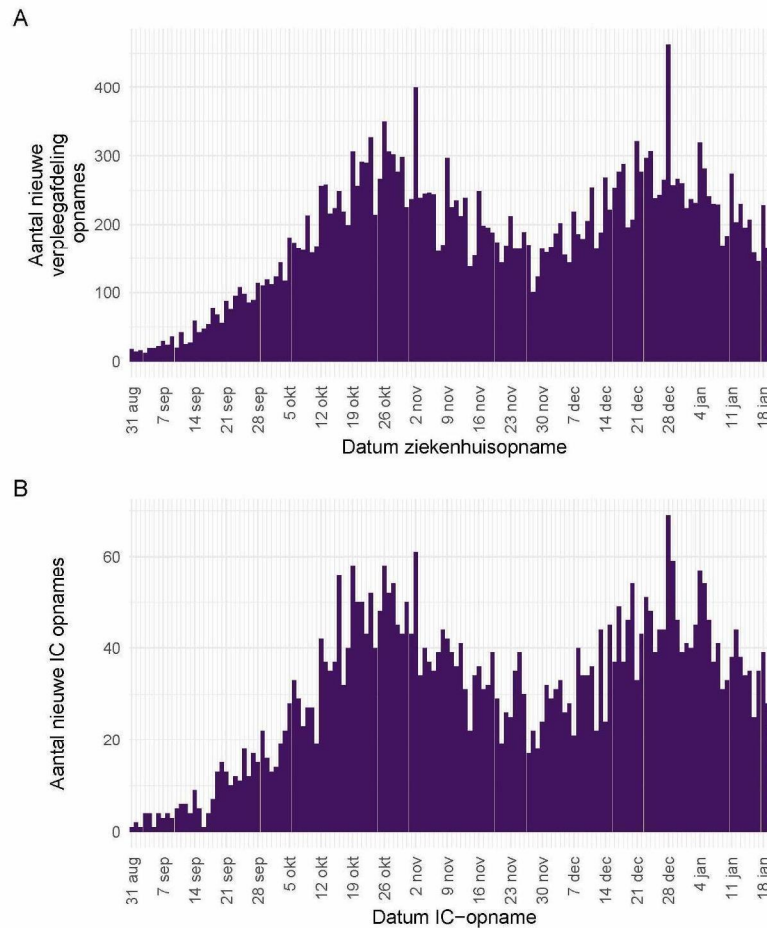 A
Aantal nieuwe
verpleegafdeling
opnames
400
300
200
100
0
31 aug
7 sep
14 sep
21 sep
28 sep
5 okt
12 okt
19 okt
26 okt
2 nov
9 nov
16 nov
23 nov
30 nov
7 dec
14 dec
21 dec
28 dec
4 jan
11 jan
18 jan
Datum ziekenhuisopname
B
Aantal nieuwe IC opnames
60
40
20
0
31 aug
7 sep
14 sep
21 sep
28 sep
5 okt
12 okt
19 okt
26 okt
2 nov
9 nov
16 nov
23 nov
30 nov
7 dec
14 dec
21 dec
28 dec
4 jan
11 jan
18 jan
Datum IC−opname